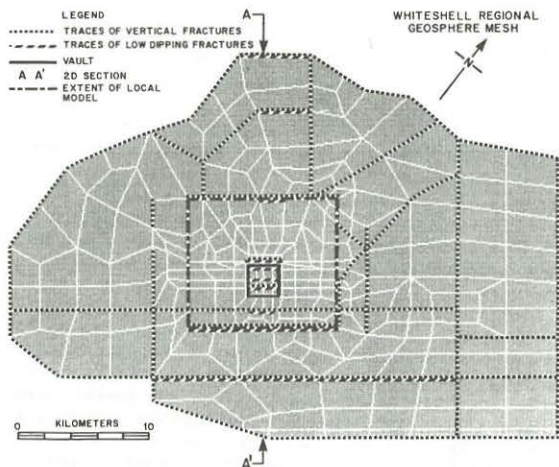 LEGEND
TRACES OF VERTICAL FRACTURES
TRACES OF LOW DIPPING FRACTURES
VAULT
A A' 2D SECTION
EXTENT OF LOCAL
MODEL
A
WHITESHELL REGIONAL
GEOSPHERE MESH
N
KILOMETERS
0 10
A'